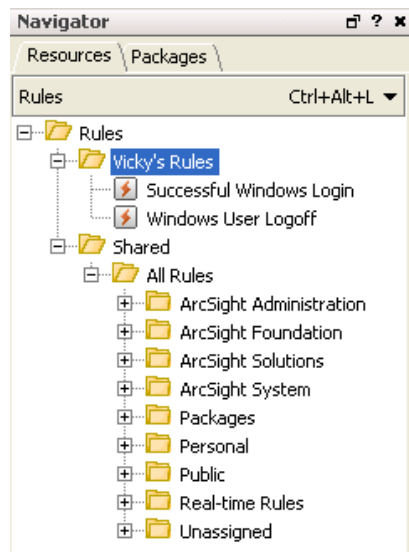 Navigator ? x
Resources Packages
Rules Ctrl+Alt+L
Rules
Vicky's Rules
Successful Windows Login
Windows User Logoff
Shared
All Rules
ArcSight Administration
ArcSight Foundation
ArcSight Solutions
ArcSight System
Packages
Personal
Public
Real-time Rules
Unassigned